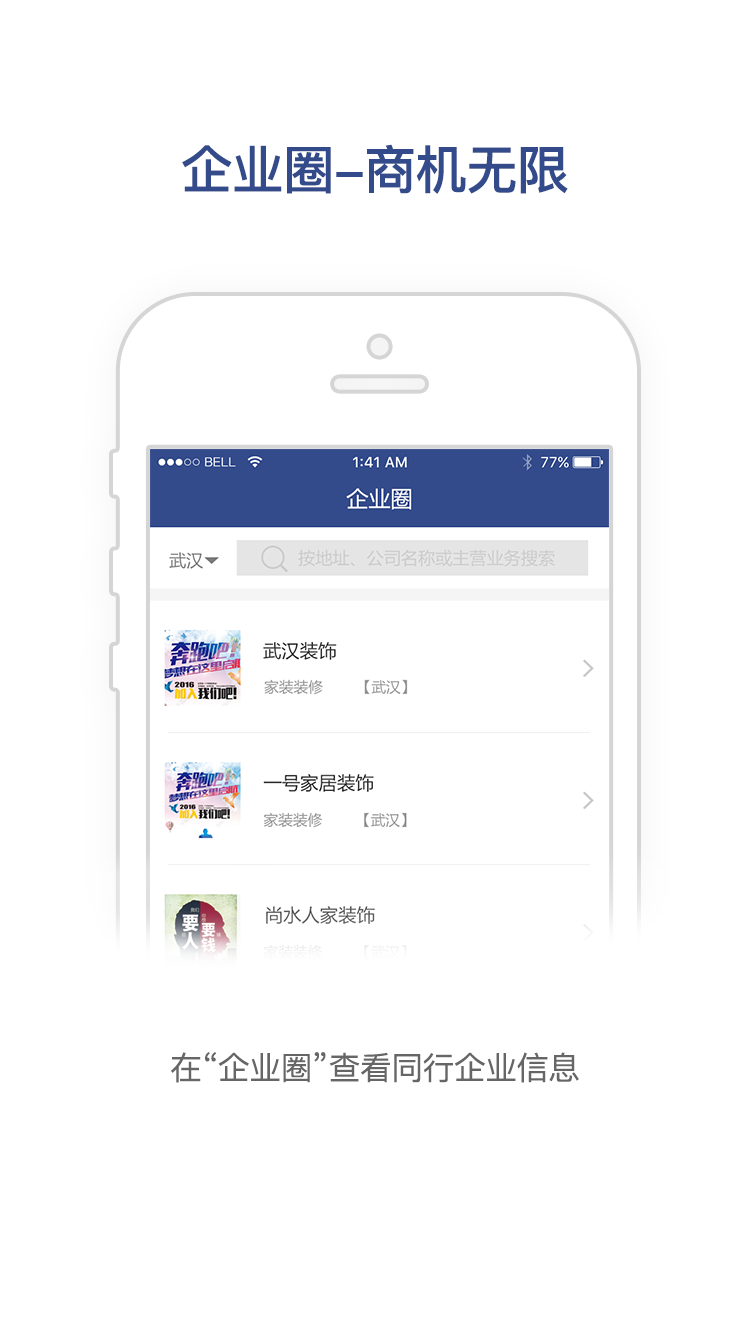 企业圈–商机无限
BELL 1:41 AM 77%
企业圈
武汉 按地址、公司名称或主营业务搜索
奔跑吧!
梦想在这里启航
2016
加入我们吧!
武汉装饰
家装装修 【武汉】
奔跑吧!
梦想在这里启航
2016
加入我们吧!
一号家居装饰
家装装修 【武汉】
我们
要人
要钱
尚水人家装饰
家装装修 【武汉】
在“企业圈”查看同行企业信息